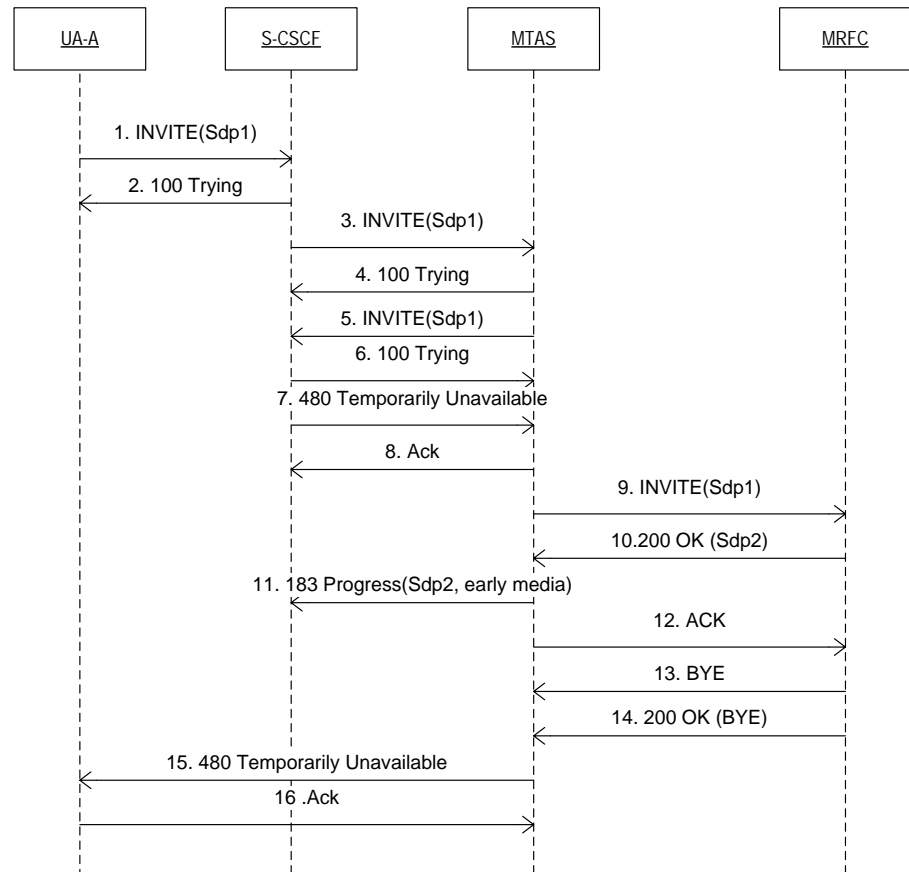 UA-A
S-CSCF
MTAS
MRFC
1. INVITE(Sdp1)
2. 100 Trying
3. INVITE(Sdp1)
4. 100 Trying
5. INVITE(Sdp1)
6. 100 Trying
7. 480 Temporarily Unavailable
8. Ack
9. INVITE(Sdp1)
10.200 OK (Sdp2)
11. 183 Progress(Sdp2, early media)
12. ACK
13. BYE
14. 200 OK (BYE)
15. 480 Temporarily Unavailable
16 .Ack